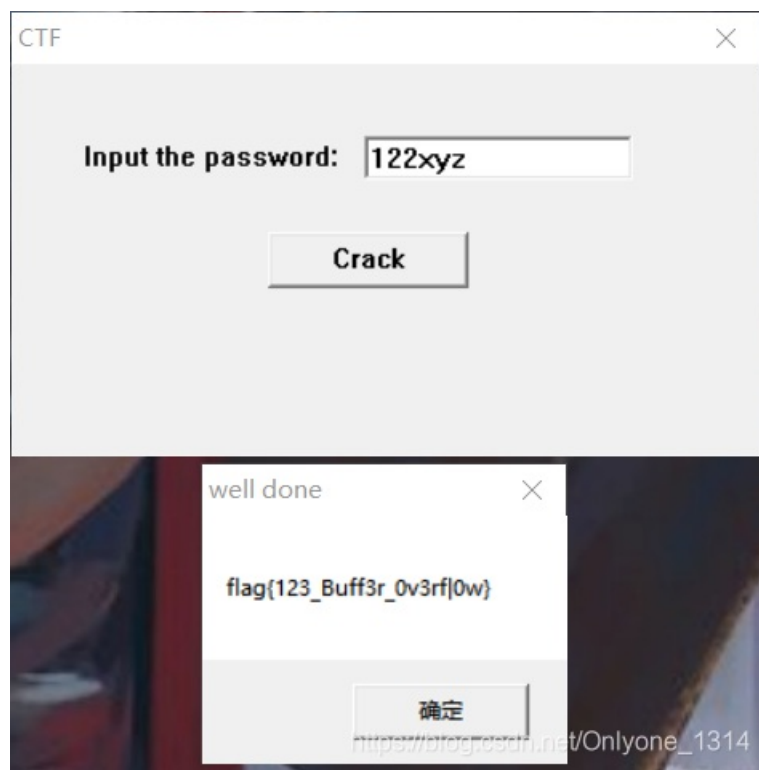 CTF
Input the password: 122xyz
Crack
well done
flag{123_Buff3r_0v3rf|0w}
确定
https://blog.csdn.net/Onlyone_1314